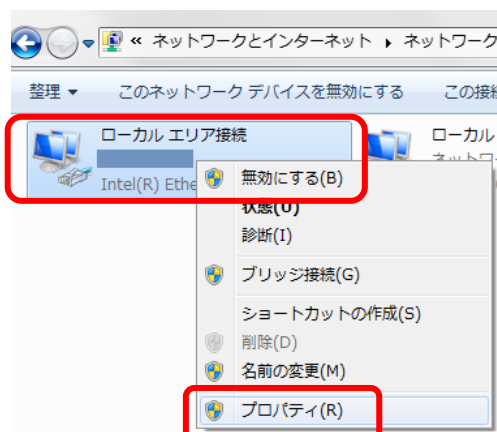 « ネットワークとインターネット ▸ ネットワーク
整理 ▼ このネットワーク デバイスを無効にする この接続
ローカル エリア接続
ローカル
ネットワ
Intel(R) Ethe
無効にする(B)
状態(U)
診断(I)
ブリッジ接続(G)
ショートカットの作成(S)
削除(D)
名前の変更(M)
プロパティ(R)